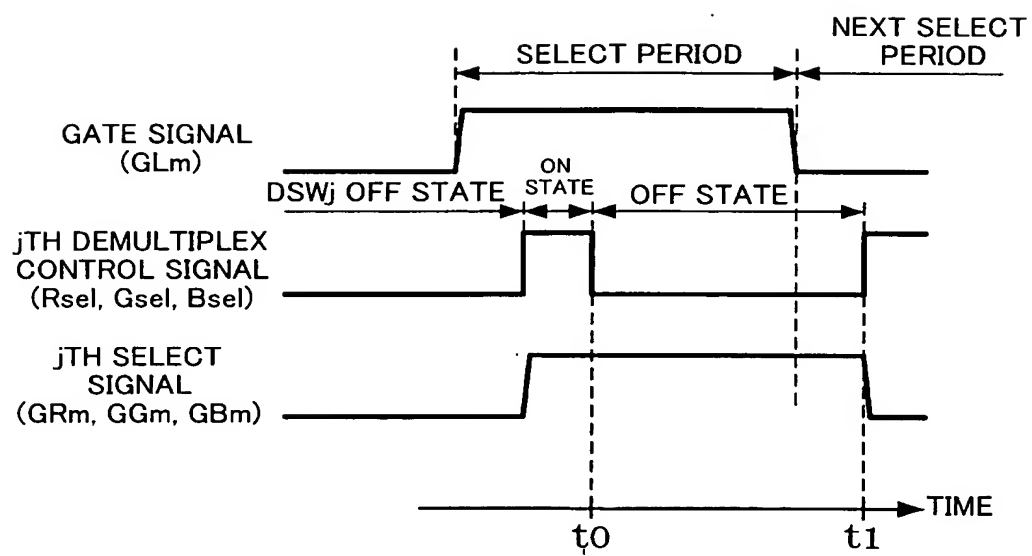 NEXT SELECT
PERIOD
SELECT PERIOD
GATE SIGNAL
(GLm)
DSWj OFF STATE
ON
STATE
OFF STATE
jTH DEMULTIPLEX
CONTROL SIGNAL
(Rsel, Gsel, Bsel)
jTH SELECT
SIGNAL
(GRm, GGm, GBm)
TIME
t0
t1